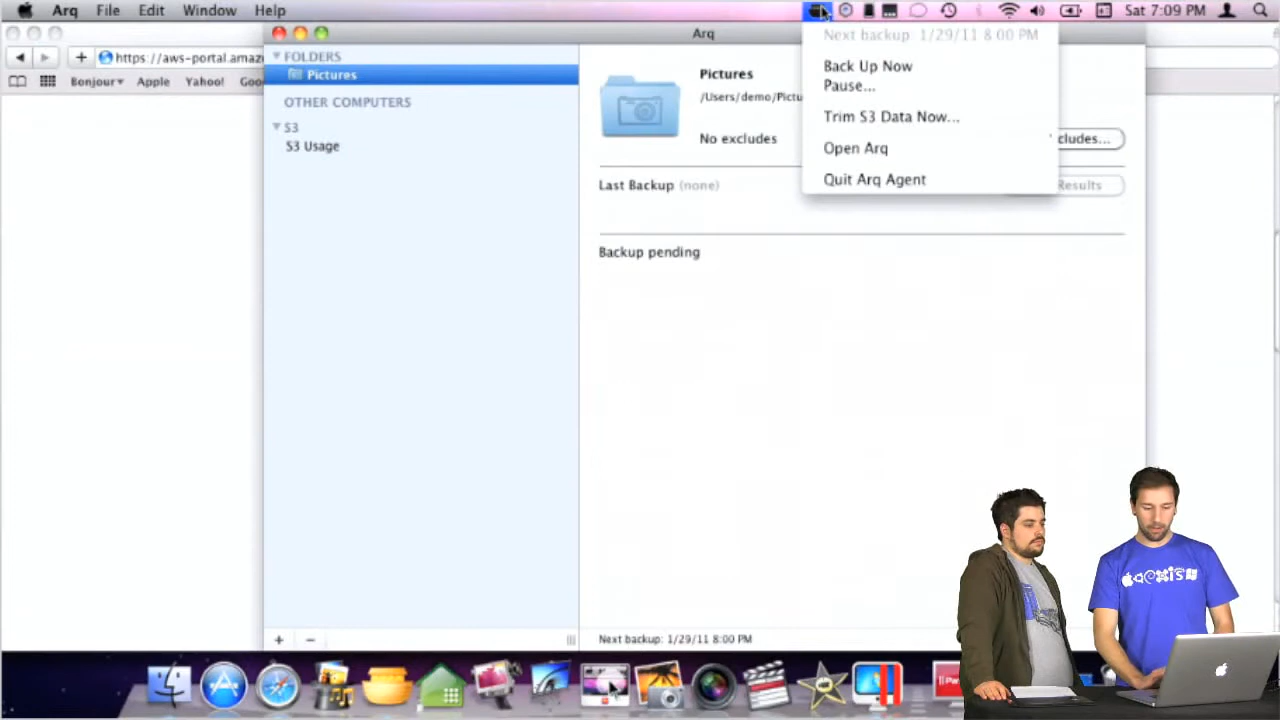 Arq File Edit Window Help Sat 7:09 PM
Arq
https://aws-portal.amaz
Bonjour Apple Yahoo! Goo
FOLDERS
Pictures
OTHER COMPUTERS
S3
S3 Usage
Pictures
/Users/demo/Pictu
No excludes
cludes...
Last Backup (none)
Results
Backup pending
Next backup 1/29/11 8:00 PM
Back Up Now
Pause...
Trim S3 Data Now...
Open Arq
Quit Arq Agent
+ − Next backup: 1/29/11 8:00 PM